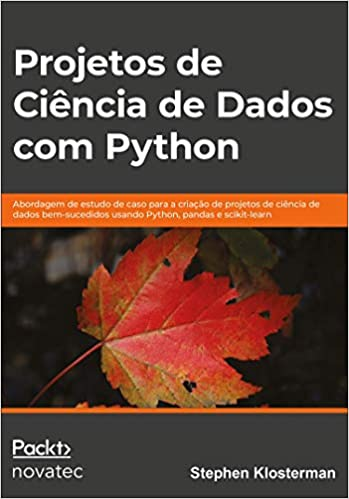 Projetos de
Ciência de Dados
com Python
Abordagem de estudo de caso para a criação de projetos de ciência de
dados bem-sucedidos usando Python, pandas e scikit-learn
Packt>
novatec
Stephen Klosterman